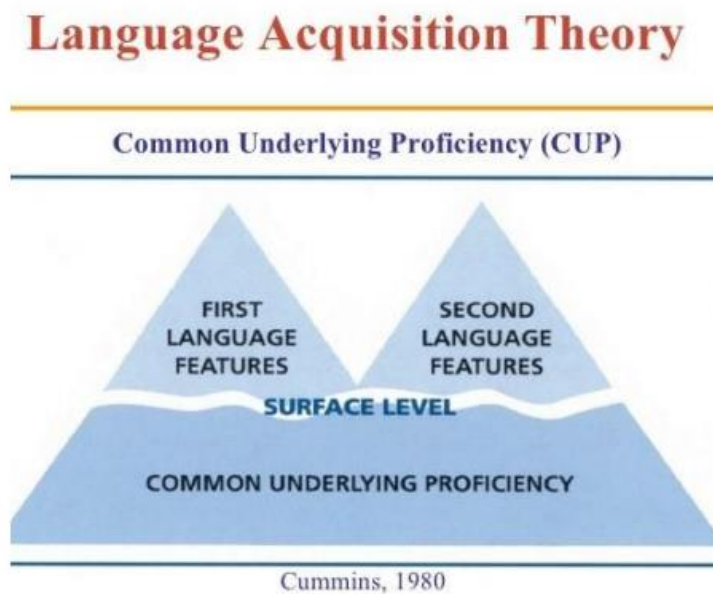 Language Acquisition Theory
Common Underlying Proficiency (CUP)
FIRST
LANGUAGE
FEATURES
SECOND
LANGUAGE
FEATURES
SURFACE LEVEL
COMMON UNDERLYING PROFICIENCY
Cummins, 1980